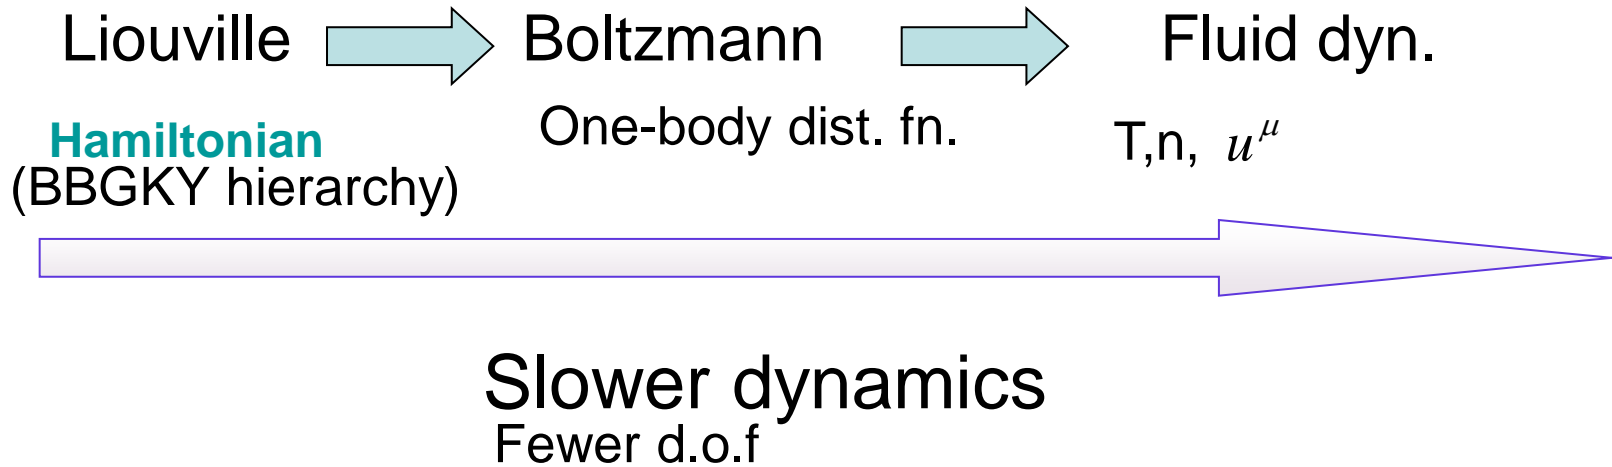 Liouville Boltzmann Fluid dyn.
Hamiltonian One-body dist. fn. T,n, u^μ
(BBGKY hierarchy)
Slower dynamics
Fewer d.o.f